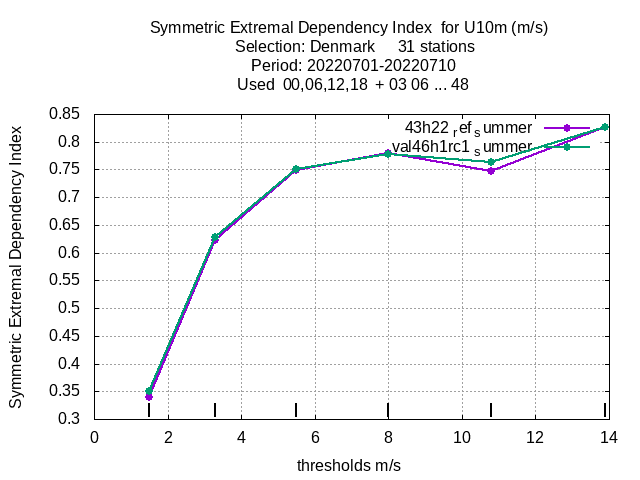 Symmetric Extremal Dependency Index  for U10m (m/s)
Selection: Denmark     31 stations
Period: 20220701-20220710
Used  00,06,12,18  + 03 06 ... 48
Symmetric Extremal Dependency Index
0.85
0.8
0.75
0.7
0.65
0.6
0.55
0.5
0.45
0.4
0.35
0.3
43h22 ref summer
val46h1rc1 summer
0 2 4 6 8 10 12 14
thresholds m/s